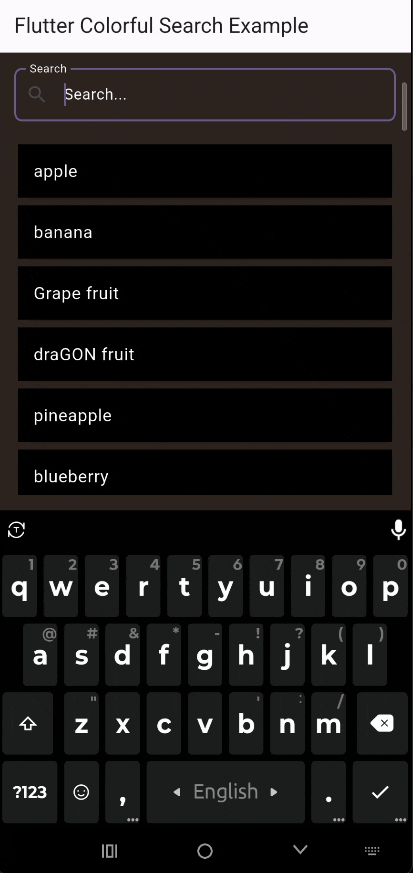 Flutter Colorful Search Example
Search
Search...
apple
banana
Grape fruit
draGON fruit
pineapple
blueberry
T
1 2 3 4 5 6 7 8 9 0
q w e r t y u i o p
@ # & * - ! ? ( )
a s d f g h j k l
" ' : /
z x c v b n m
?123 , English .